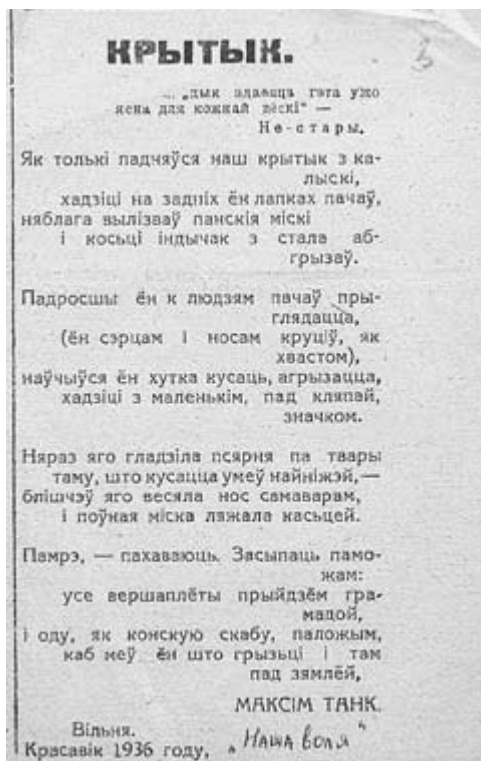 КРЫТЫК.
... „дык здаецца гэта ужо
ясна для кожнай пёскі" —
Не-стары.
Як толькі падчяўся наш крытык з ка-
лыскі,
хадзіці на задніх ён лапках пачаў,
няблага вылізваў панскія міскі
і косьці індычак з стала аб-
грызаў.
Падросшы ён к людзям пачаў пры-
глядацца,
(ён сэрцам і носам круціў, як
хвастом),
наўчыўся ён хутка кусаць, агрызацца,
хадзіці з маленькім, пад кляпай,
значком.
Няраз яго гладзіла псярня па твары
таму, што кусацца умеў найніжэй,—
блішчэў яго весяла нос самаварам,
і поўная міска ляжала касьцей.
Памрэ, — пахаваюць. Засыпаць памо-
жам:
усе вершаплёты прыйдзём гра-
мадой,
і оду, як конскую скабу, паложым,
каб меў ён што грызьці і там
пад зямлёй,
МАКСІМ ТАНК.
Вільня.
Красавік 1936 году, „Наша воля"